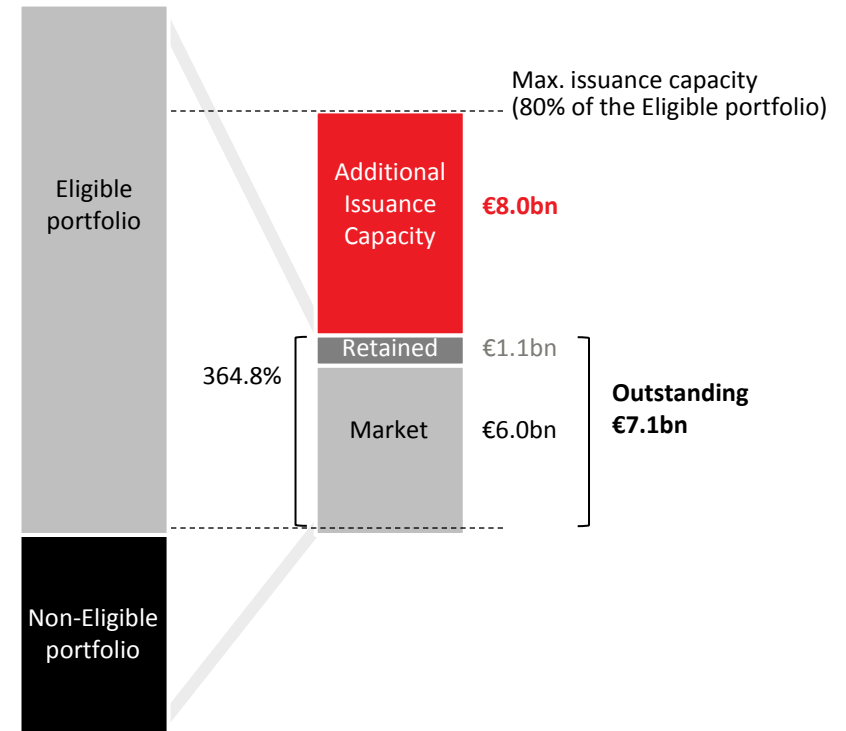 Max. issuance capacity
(80% of the Eligible portfolio)
Eligible
portfolio
Additional
Issuance
Capacity
€8.0bn
Retained
€1.1bn
364.8%
Market
€6.0bn
Outstanding
€7.1bn
Non-Eligible
portfolio